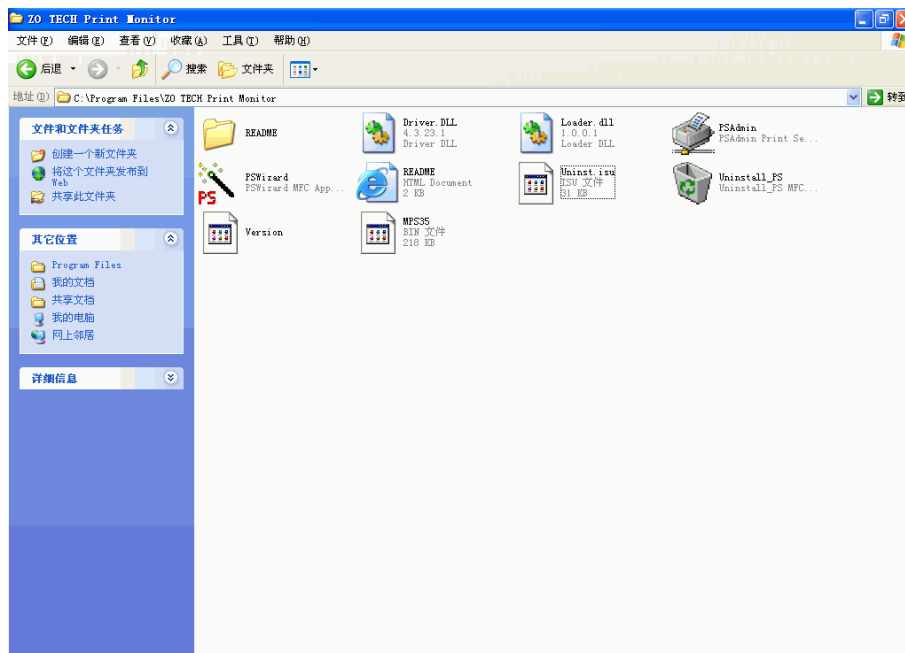 ZO TECH Print Monitor
文件(F) 编辑(E) 查看(V) 收藏(A) 工具(T) 帮助(H)
后退 搜索 文件夹
地址(D) C:\Program Files\ZO TECH Print Monitor 转到
文件和文件夹任务
创建一个新文件夹
将这个文件夹发布到
Web
共享此文件夹
其它位置
Program Files
我的文档
共享文档
我的电脑
网上邻居
详细信息
README
Driver.DLL
4.3.23.1
Driver DLL
Loader.dll
1.0.0.1
Loader DLL
PSAdmin
PSAdmin Print Se...
PS
PSWizard
PSWizard MFC App...
README
HTML Document
2 KB
Uninst.isu
ISU 文件
31 KB
Uninstall_PS
Uninstall_PS MFC...
Version
MPS35
BIN 文件
218 KB